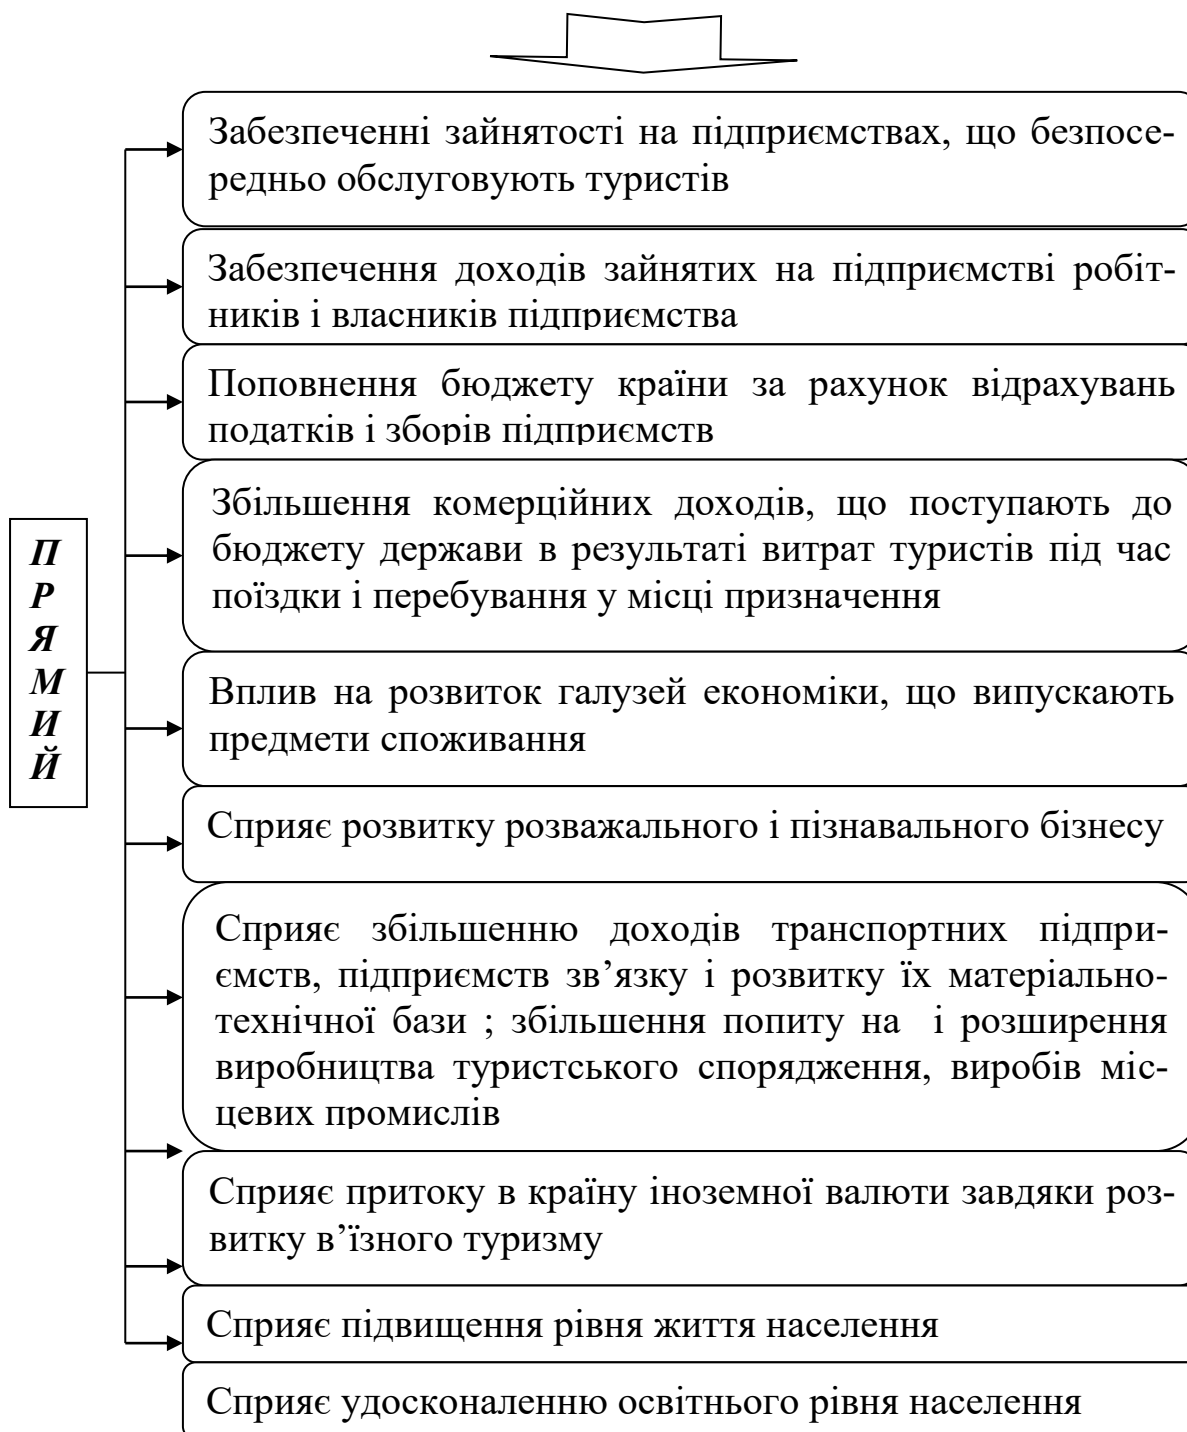 Забезпеченні зайнятості на підприємствах, що безпосе-
редньо обслуговують туристів
Забезпечення доходів зайнятих на підприємстві робіт-
ників і власників підприємства
Поповнення бюджету країни за рахунок відрахувань
податків і зборів підприємств
Збільшення комерційних доходів, що поступають до
бюджету держави в результаті витрат туристів під час
поїздки і перебування у місці призначення
П
Р
Я
М
И
Й
Вплив на розвиток галузей економіки, що випускають
предмети споживання
Сприяє розвитку розважального і пізнавального бізнесу
Сприяє збільшенню доходів транспортних підпри-
ємств, підприємств зв’язку і розвитку їх матеріально-
технічної бази ; збільшення попиту на і розширення
виробництва туристського спорядження, виробів міс-
цевих промислів
Сприяє притоку в країну іноземної валюти завдяки роз-
витку в’їзного туризму
Сприяє підвищення рівня життя населення
Сприяє удосконаленню освітнього рівня населення